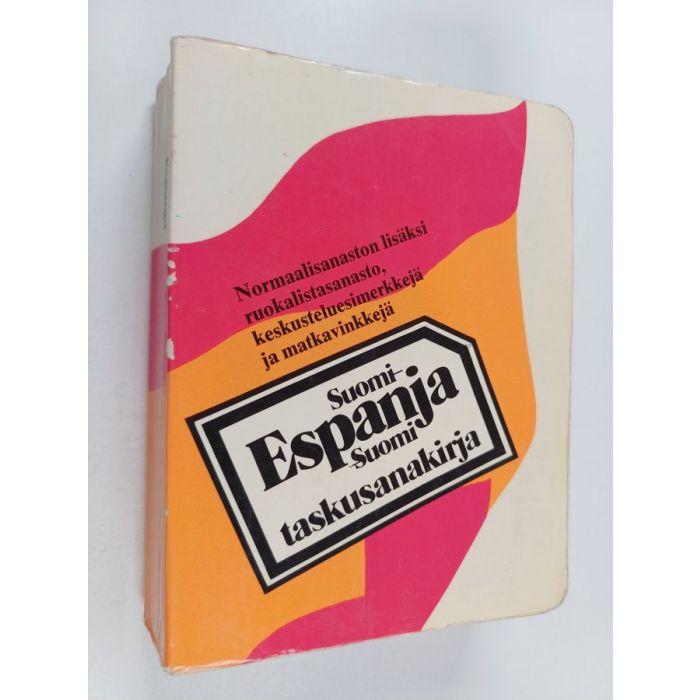 Normaalisanaston lisäksi
ruokalistasanasto,
keskusteluesimerkkejä
ja matkavinkkejä
Suomi-
Espanja
-Suomi
taskusanakirja